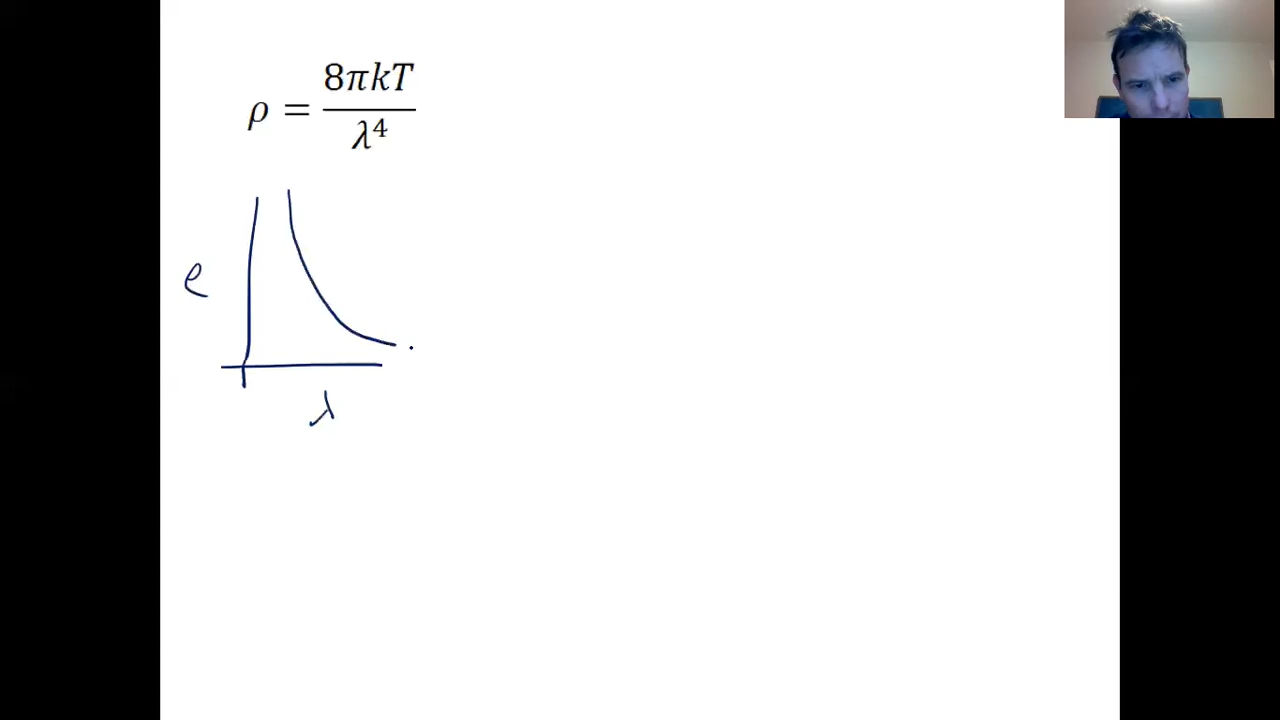 ρ = 8πkT / λ⁴
ρ
λ